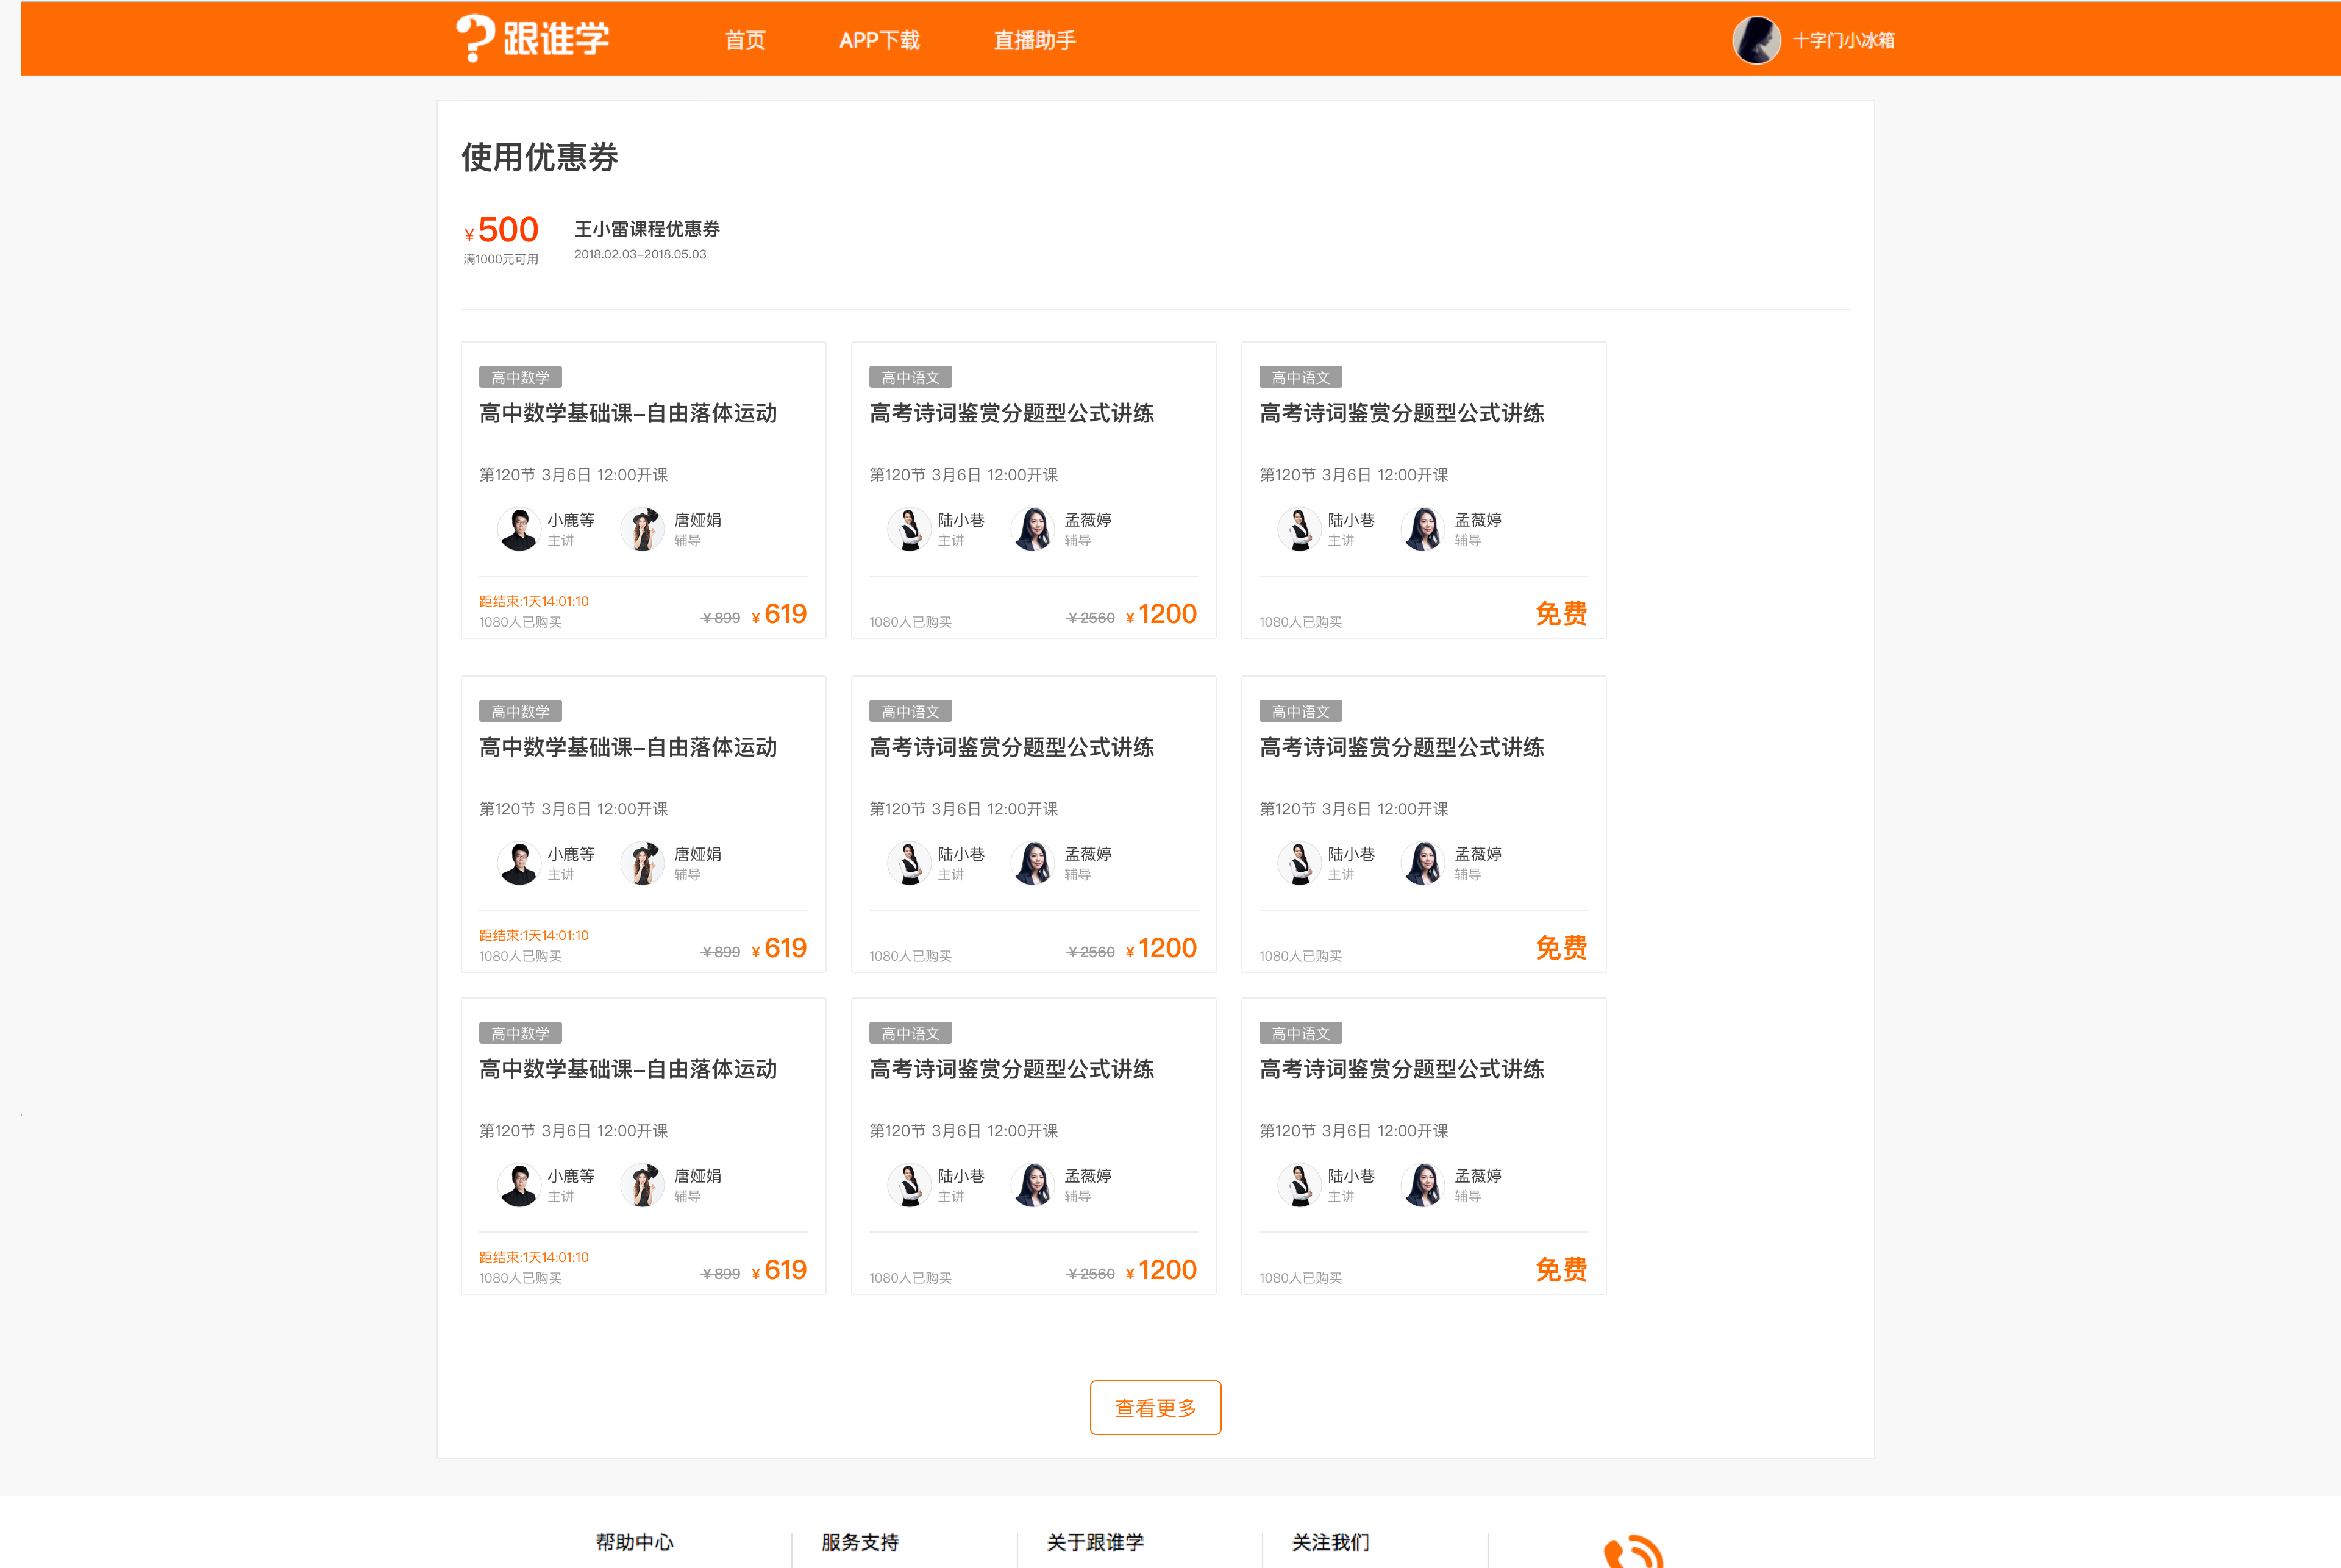 跟谁学 首页 APP下载 直播助手 十字门小冰箱
使用优惠券
¥500 王小雷课程优惠券
满1000元可用 2018.02.03-2018.05.03
高中数学
高中数学基础课-自由落体运动
第120节 3月6日 12:00开课
小鹿等 唐娅娟
主讲 辅导
距结束:1天14:01:10
1080人已购买 ¥899 ¥619
高中语文
高考诗词鉴赏分题型公式讲练
第120节 3月6日 12:00开课
陆小巷 孟薇婷
主讲 辅导
1080人已购买 ¥2560 ¥1200
高中语文
高考诗词鉴赏分题型公式讲练
第120节 3月6日 12:00开课
陆小巷 孟薇婷
主讲 辅导
1080人已购买 免费
高中数学
高中数学基础课-自由落体运动
第120节 3月6日 12:00开课
小鹿等 唐娅娟
主讲 辅导
距结束:1天14:01:10
1080人已购买 ¥899 ¥619
高中语文
高考诗词鉴赏分题型公式讲练
第120节 3月6日 12:00开课
陆小巷 孟薇婷
主讲 辅导
1080人已购买 ¥2560 ¥1200
高中语文
高考诗词鉴赏分题型公式讲练
第120节 3月6日 12:00开课
陆小巷 孟薇婷
主讲 辅导
1080人已购买 免费
高中数学
高中数学基础课-自由落体运动
第120节 3月6日 12:00开课
小鹿等 唐娅娟
主讲 辅导
距结束:1天14:01:10
1080人已购买 ¥899 ¥619
高中语文
高考诗词鉴赏分题型公式讲练
第120节 3月6日 12:00开课
陆小巷 孟薇婷
主讲 辅导
1080人已购买 ¥2560 ¥1200
高中语文
高考诗词鉴赏分题型公式讲练
第120节 3月6日 12:00开课
陆小巷 孟薇婷
主讲 辅导
1080人已购买 免费
查看更多
帮助中心 服务支持 关于跟谁学 关注我们